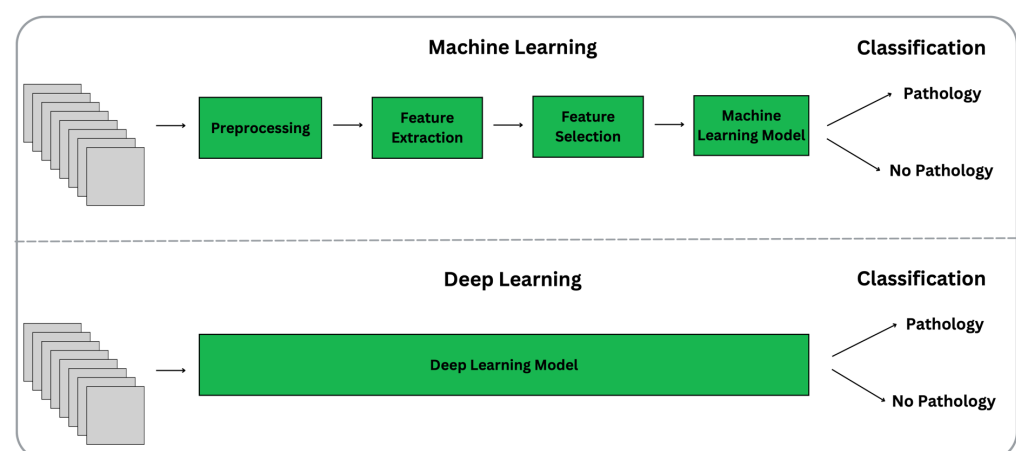 Machine Learning
Classification
Preprocessing
Feature
Extraction
Feature
Selection
Machine
Learning Model
Pathology
No Pathology
Deep Learning
Classification
Deep Learning Model
Pathology
No Pathology